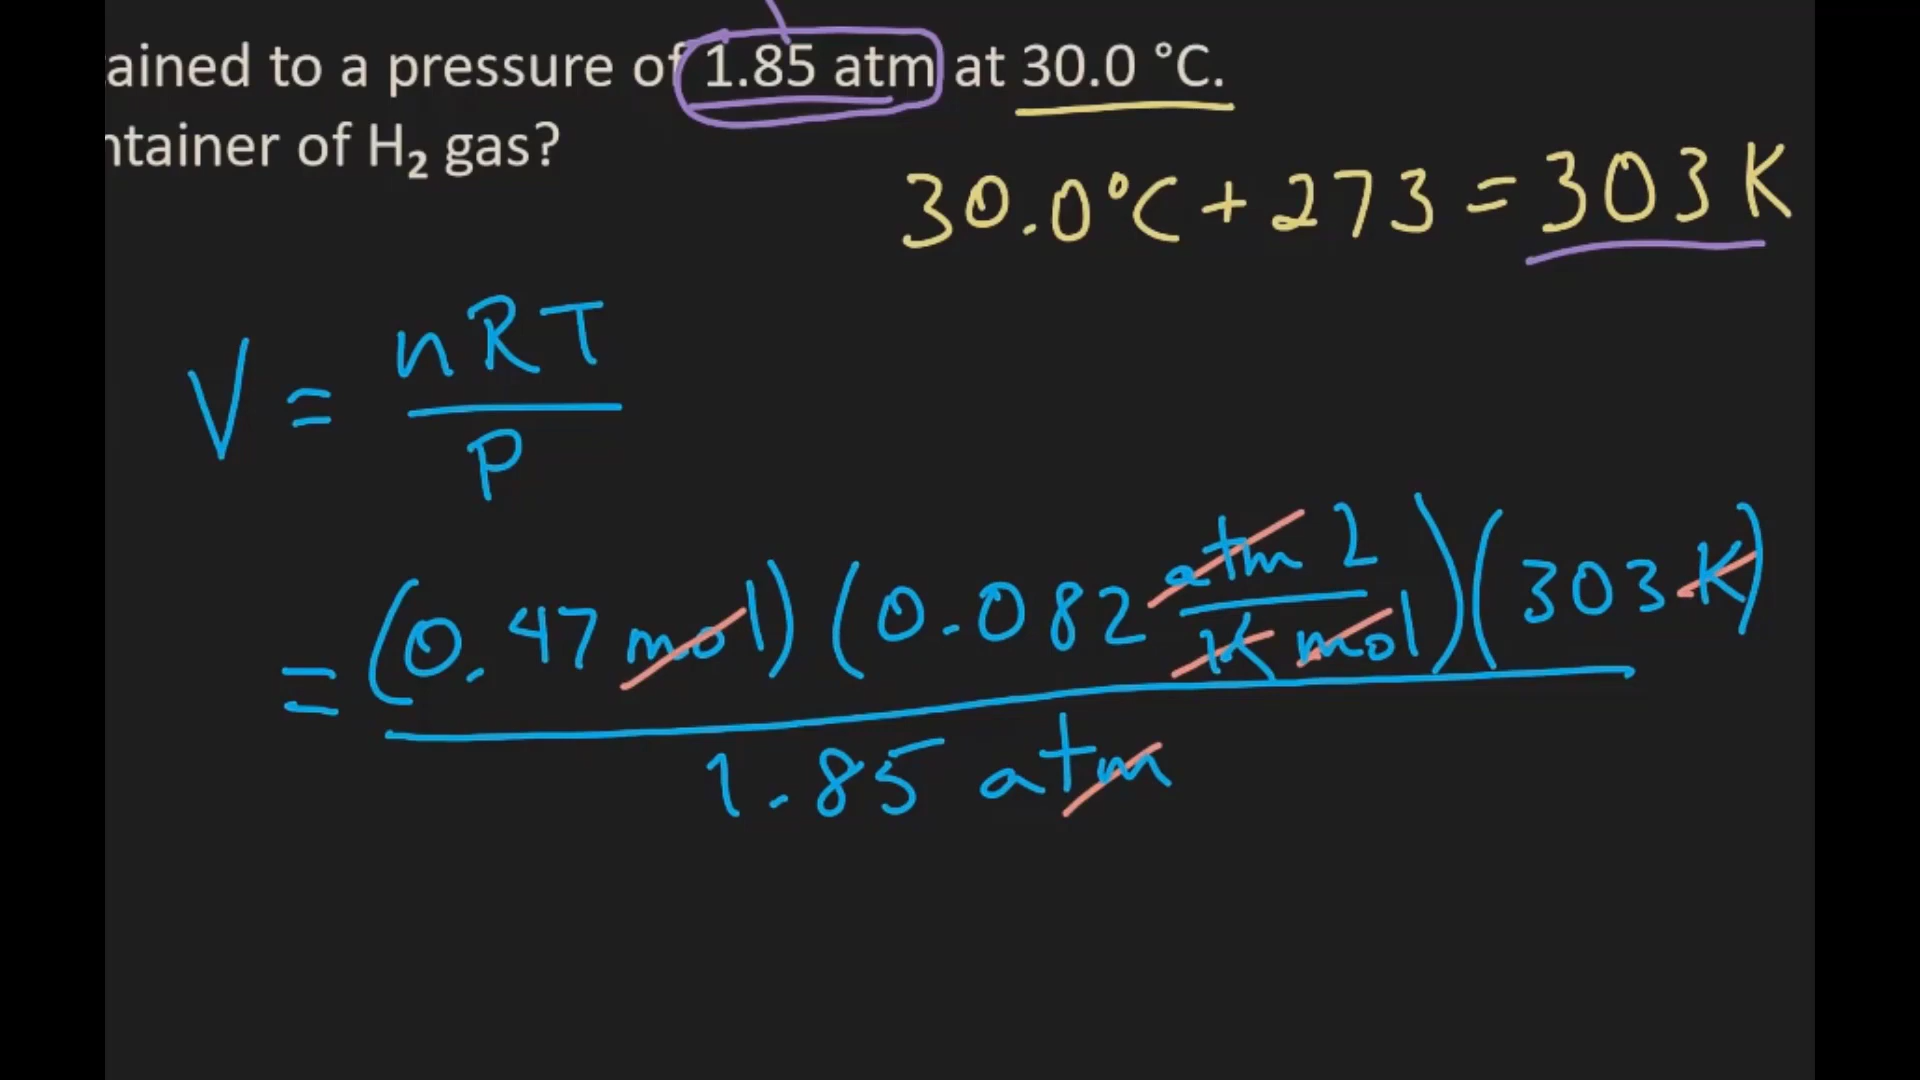 ained to a pressure of 1.85 atm at 30.0 °C.
ntainer of H₂ gas?
30.0°C + 273 = 303 K
V = nRT
P
= (0.47 mol) (0.082 atm L) (303 K)
K mol
1.85 atm